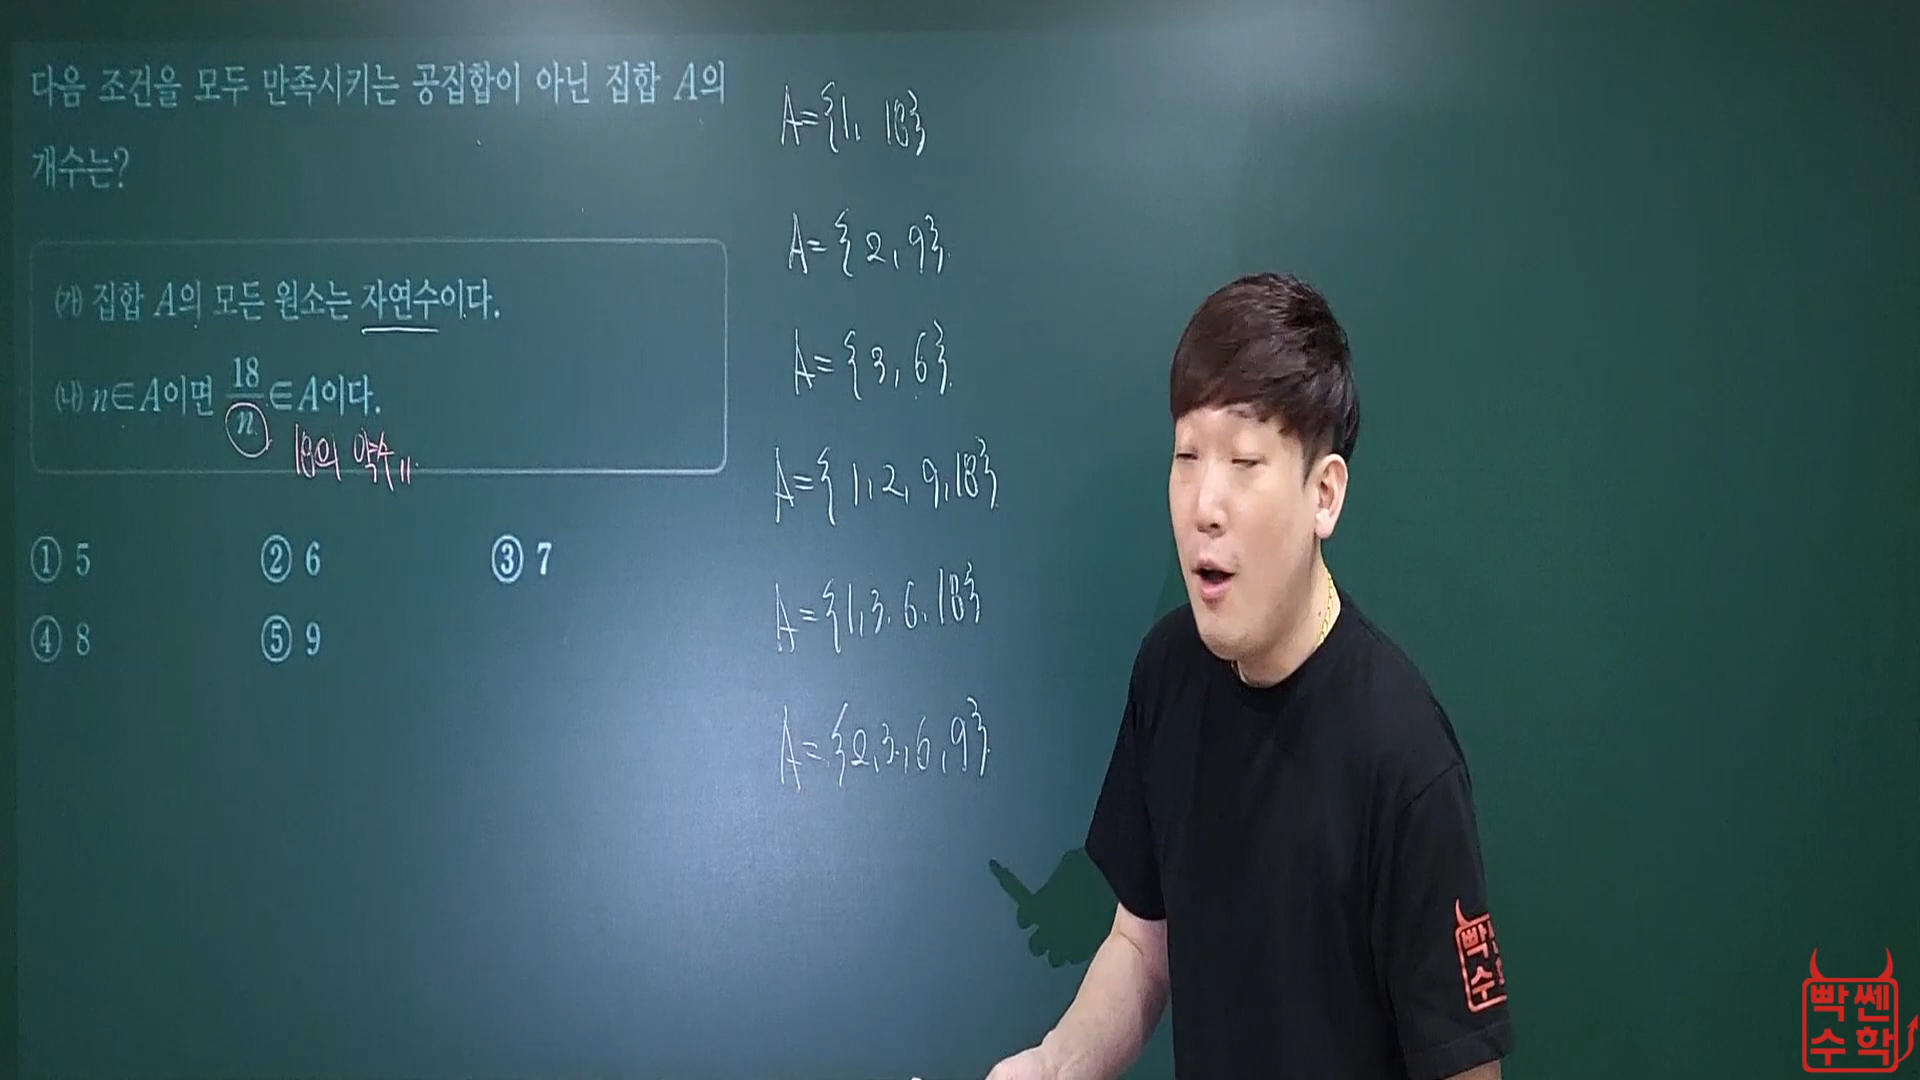 다음 조건을 모두 만족시키는 공집합이 아닌 집합 A의
개수는?
㈎ 집합 A의 모든 원소는 자연수이다.
㈏ n∈A이면 18/n∈A이다.
18의 약수
① 5 ② 6 ③ 7
④ 8 ⑤ 9
A={1, 18}
A={2, 9}
A={3, 6}
A={1, 2, 9, 18}
A={1, 3, 6, 18}
A={2, 3, 6, 9}
빡
수
빡쎈
수학